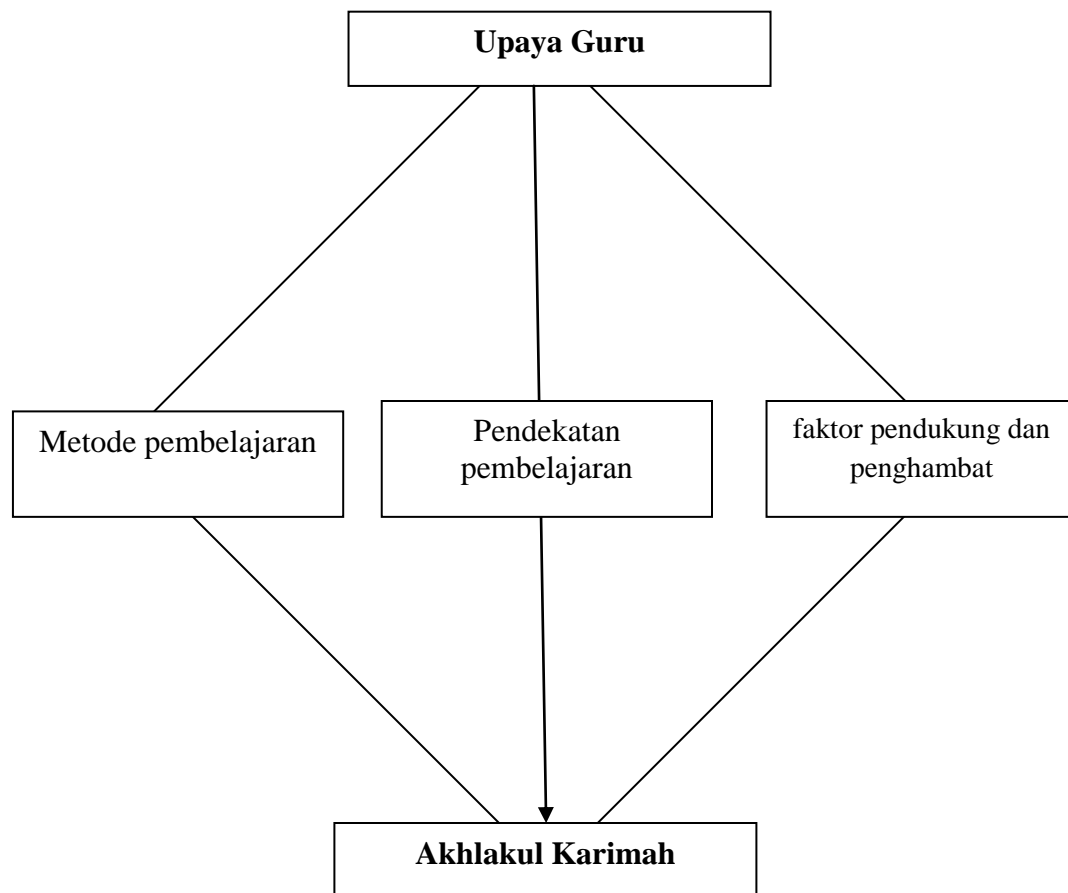 Upaya Guru
Metode pembelajaran
Pendekatan
pembelajaran
faktor pendukung dan
penghambat
Akhlakul Karimah